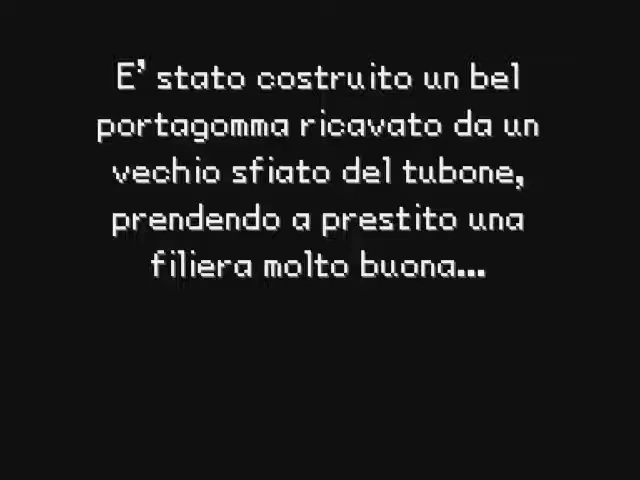 E' stato costruito un bel
portagomma ricavato da un
vechio sfiato del tubone,
prendendo a prestito una
filiera molto buona...